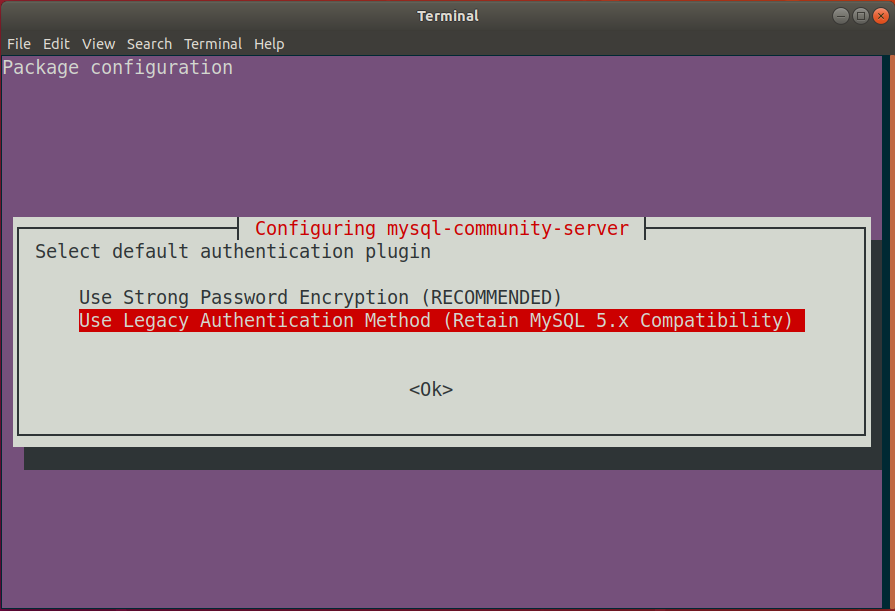 Terminal
File Edit View Search Terminal Help
Package configuration
Configuring mysql-community-server
Select default authentication plugin
Use Strong Password Encryption (RECOMMENDED)
Use Legacy Authentication Method (Retain MySQL 5.x Compatibility)
<Ok>